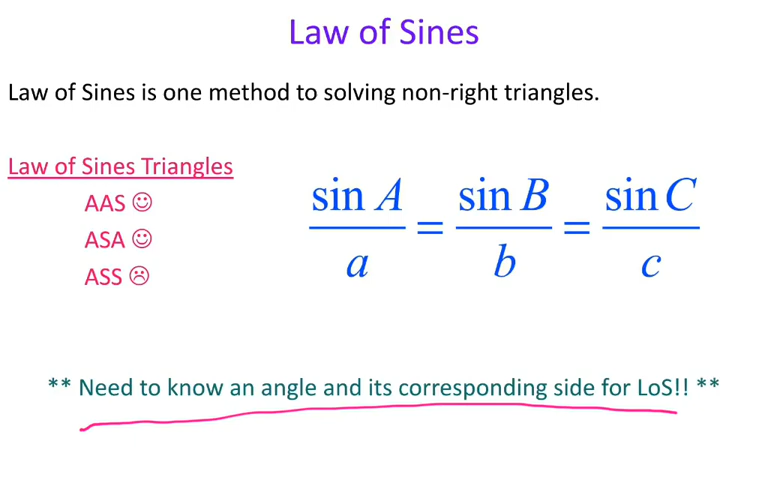 Law of Sines
Law of Sines is one method to solving non-right triangles.
Law of Sines Triangles
AAS ☺
ASA ☺
ASS ☹
sin A / a = sin B / b = sin C / c
** Need to know an angle and its corresponding side for LoS!! **